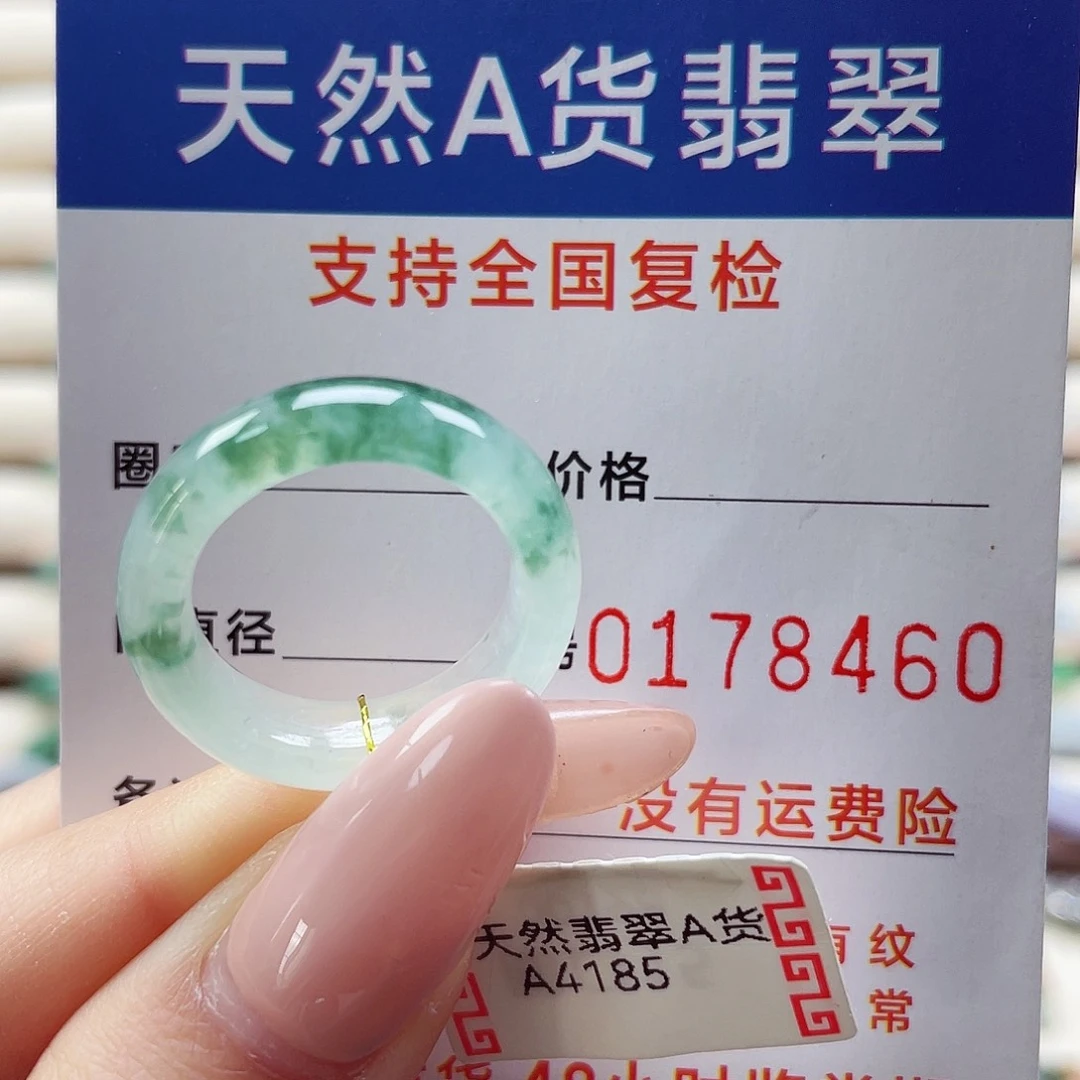 天然A货翡翠
支持全国复检
圈
价格
直径
0178460
没有运费险
天然翡翠A货
A4185
有纹
常